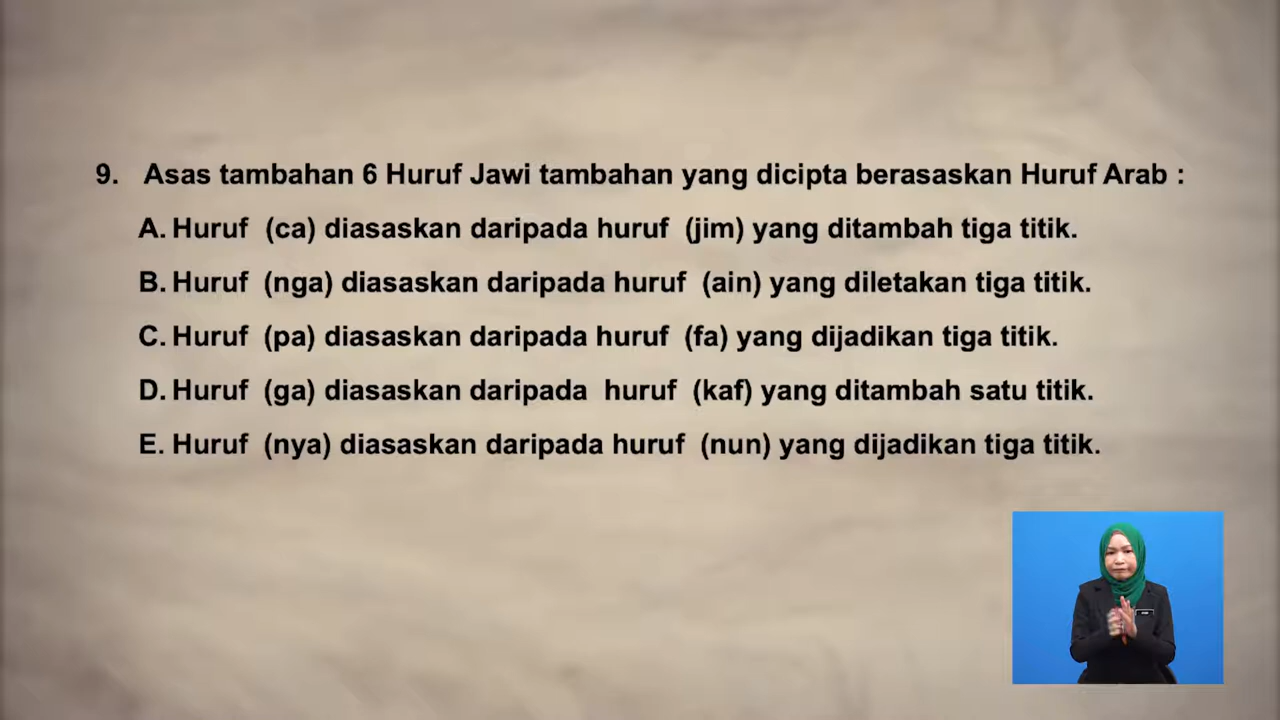 9. Asas tambahan 6 Huruf Jawi tambahan yang dicipta berasaskan Huruf Arab :
A. Huruf (ca) diasaskan daripada huruf (jim) yang ditambah tiga titik.
B. Huruf (nga) diasaskan daripada huruf (ain) yang diletakan tiga titik.
C. Huruf (pa) diasaskan daripada huruf (fa) yang dijadikan tiga titik.
D. Huruf (ga) diasaskan daripada huruf (kaf) yang ditambah satu titik.
E. Huruf (nya) diasaskan daripada huruf (nun) yang dijadikan tiga titik.